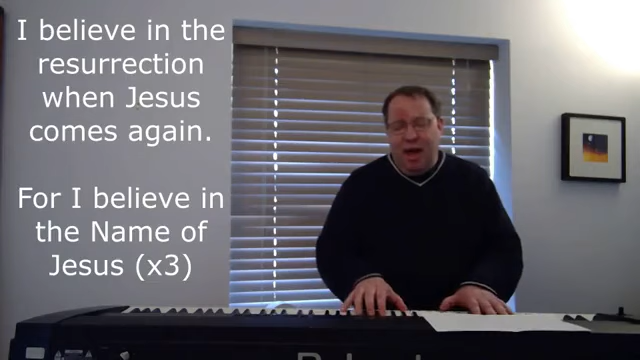 I believe in the
resurrection
when Jesus
comes again.
For I believe in
the Name of
Jesus (x3)